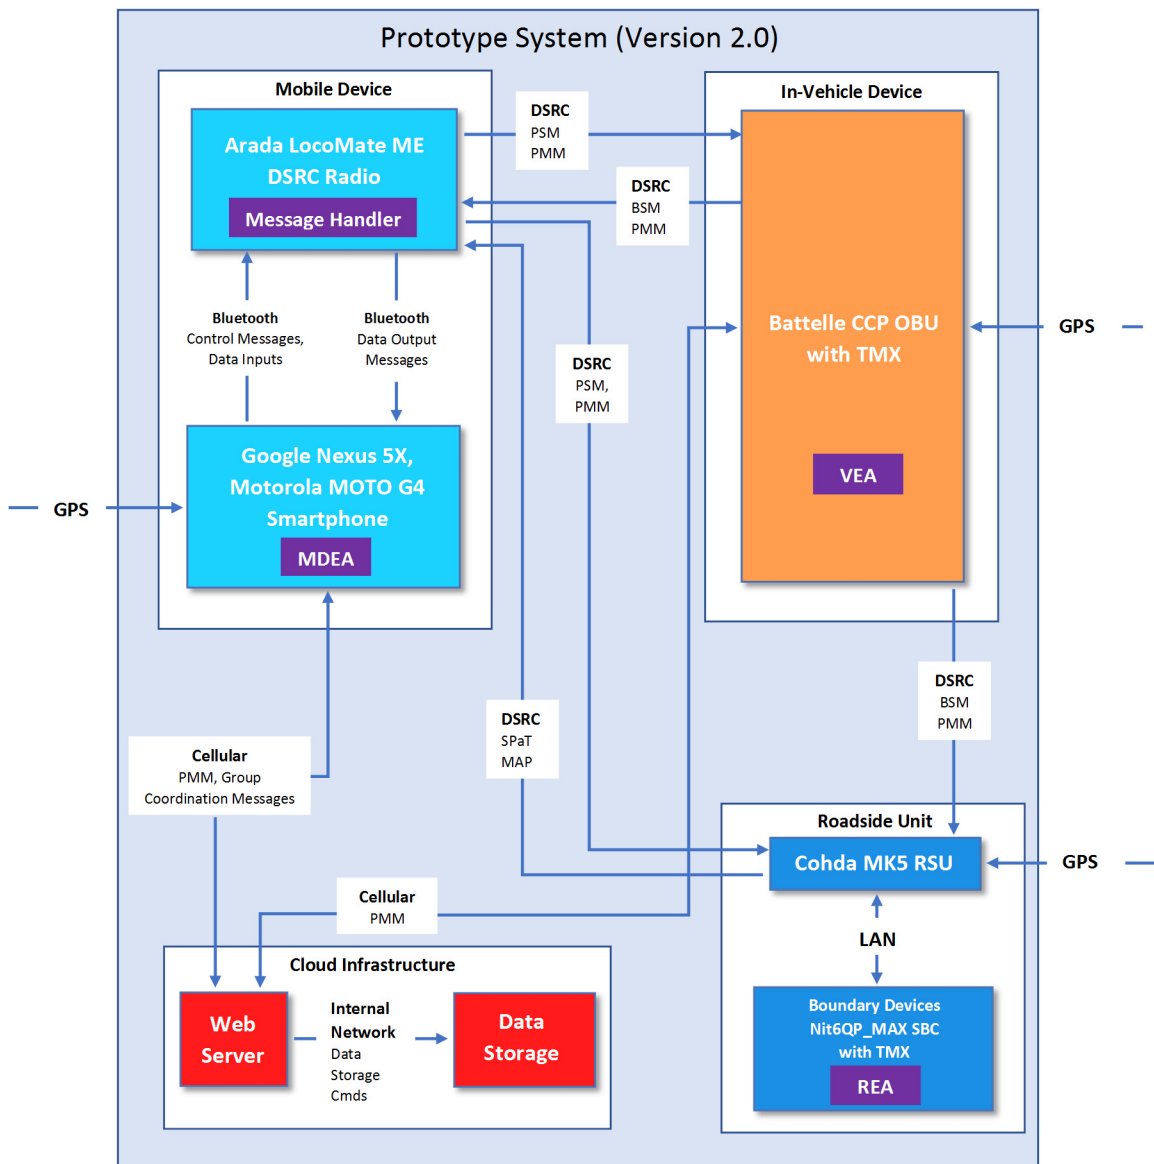 Prototype System (Version 2.0)
Mobile Device
Arada LocoMate ME
DSRC Radio
Message Handler
DSRC
PSM
PMM
In-Vehicle Device
DSRC
BSM
PMM
Bluetooth
Control Messages,
Data Inputs
Bluetooth
Data Output
Messages
Battelle CCP OBU
with TMX
VEA
GPS
DSRC
PSM,
PMM
Google Nexus 5X,
Motorola MOTO G4
Smartphone
MDEA
GPS
DSRC
BSM
PMM
DSRC
SPaT
MAP
Cellular
PMM, Group
Coordination Messages
Roadside Unit
Cohda MK5 RSU
GPS
LAN
Boundary Devices
Nit6QP_MAX SBC
with TMX
REA
Cellular
PMM
Cloud Infrastructure
Web
Server
Internal
Network
Data
Storage
Cmds
Data
Storage